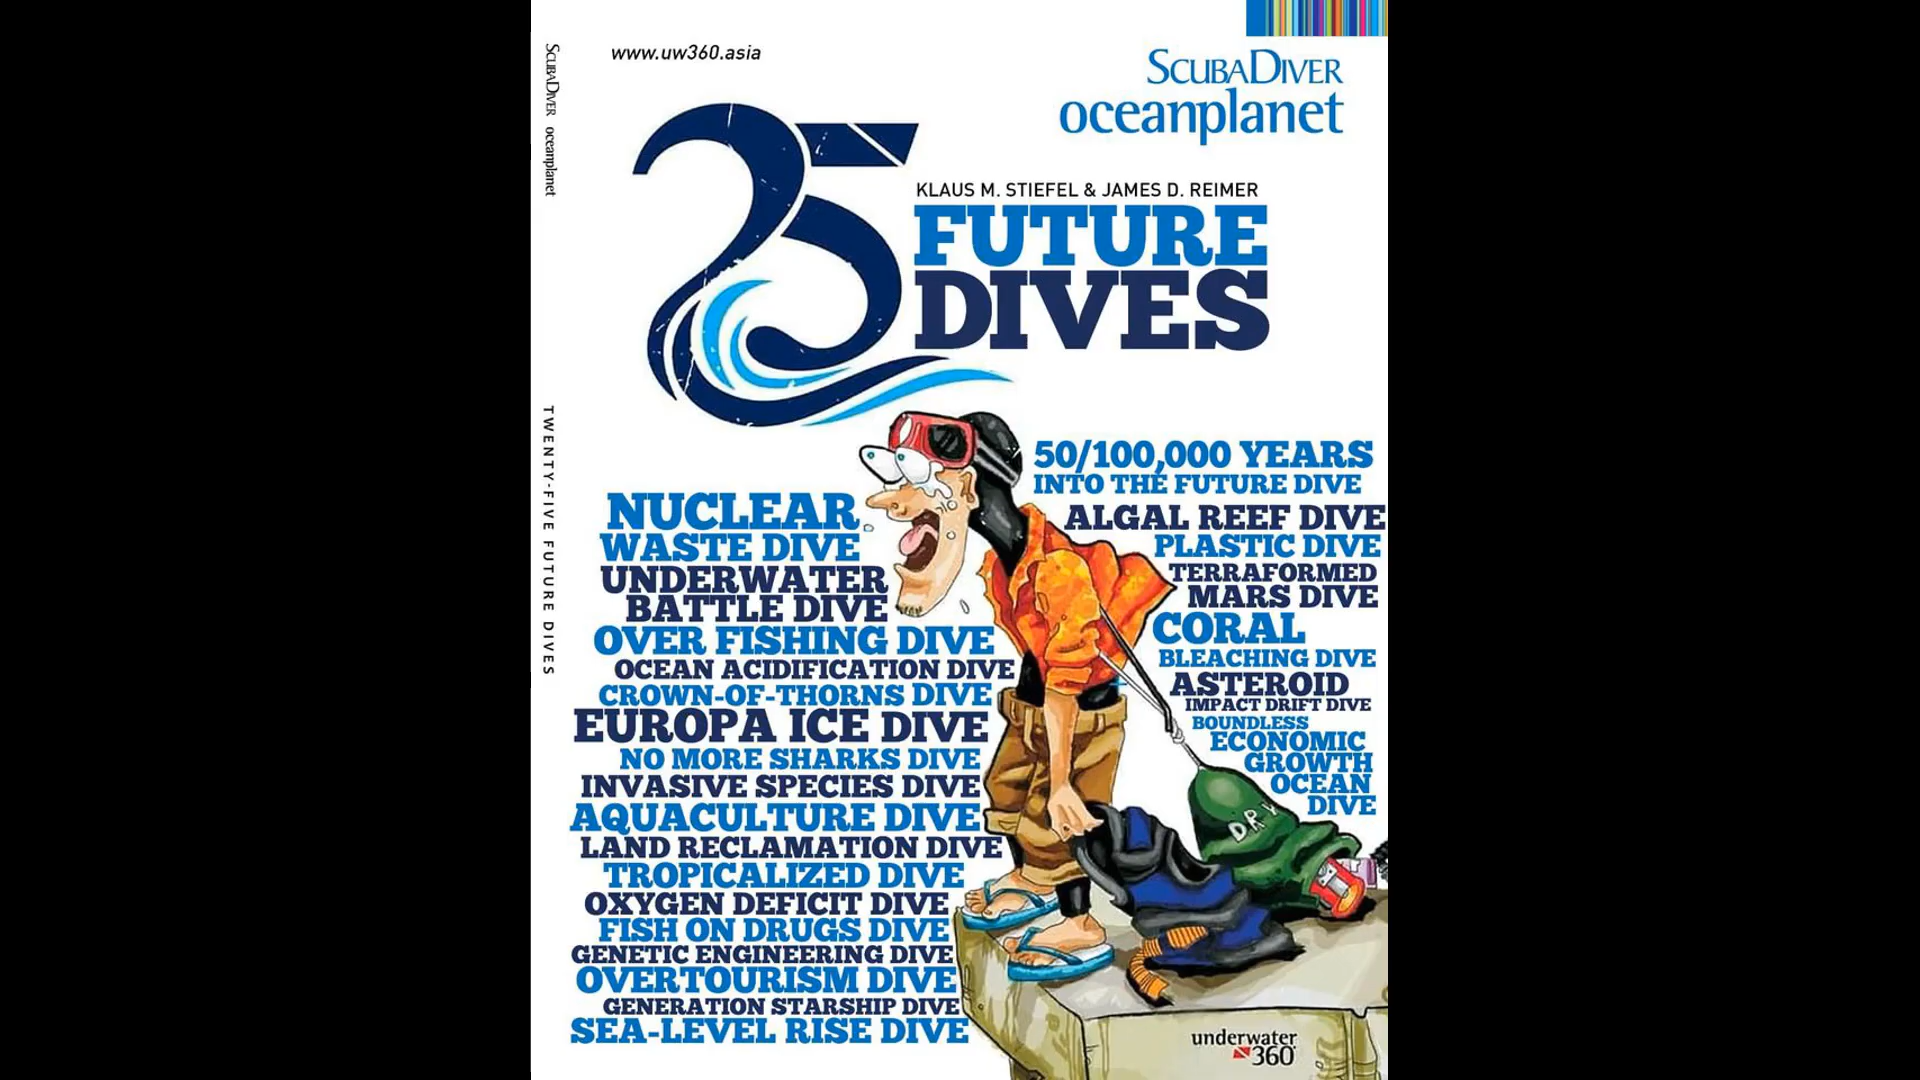 www.uw360.asia
SCUBADIVER
oceanplanet
SCUBADIVER oceanplanet
TWENTY-FIVE FUTURE DIVES
25
KLAUS M. STIEFEL & JAMES D. REIMER
FUTURE
DIVES
NUCLEAR
WASTE DIVE
UNDERWATER
BATTLE DIVE
OVER FISHING DIVE
OCEAN ACIDIFICATION DIVE
CROWN-OF-THORNS DIVE
EUROPA ICE DIVE
NO MORE SHARKS DIVE
INVASIVE SPECIES DIVE
AQUACULTURE DIVE
LAND RECLAMATION DIVE
TROPICALIZED DIVE
OXYGEN DEFICIT DIVE
FISH ON DRUGS DIVE
GENETIC ENGINEERING DIVE
OVERTOURISM DIVE
GENERATION STARSHIP DIVE
SEA-LEVEL RISE DIVE
50/100,000 YEARS
INTO THE FUTURE DIVE
ALGAL REEF DIVE
PLASTIC DIVE
TERRAFORMED
MARS DIVE
CORAL
BLEACHING DIVE
ASTEROID
IMPACT DRIFT DIVE
BOUNDLESS
ECONOMIC
GROWTH
OCEAN
DIVE
DRY
underwater
360